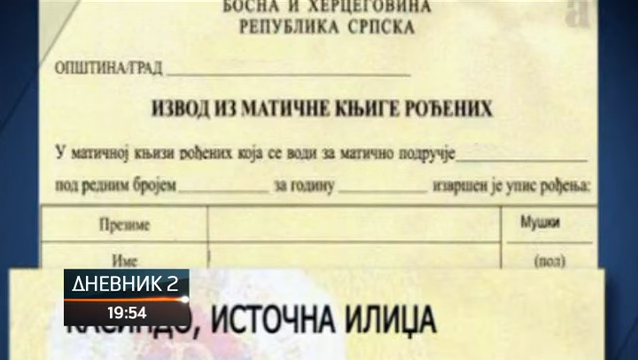 БОСНА И ХЕРЦЕГОВИНА
РЕПУБЛИКА СРПСКА
ОПШТИНА/ГРАД
ИЗВОД ИЗ МАТИЧНЕ КЊИГЕ РОЂЕНИХ
У матичној књизи рођених која се води за матично подручје
под редним бројем за годину извршен је упис рођења:
Презиме Мушки
Име (пол)
ДНЕВНИК 2
19:54
КАСИНДО, ИСТОЧНА ИЛИЏА